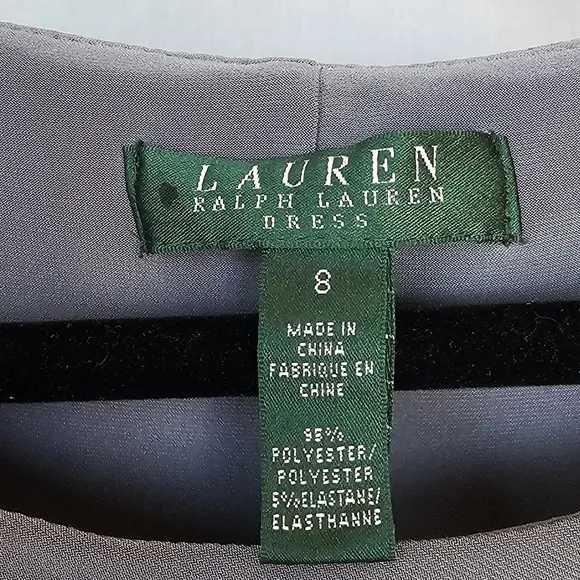 LAUREN
RALPH LAUREN
DRESS
8
MADE IN
CHINA
FABRIQUE EN
CHINE
95%
POLYESTER/
POLYESTER
5%ELASTANE/
ELASTHANNE